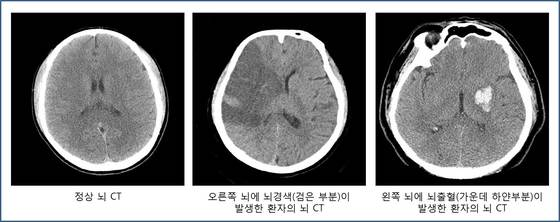 정상 뇌 CT
오른쪽 뇌에 뇌경색(검은 부분)이
발생한 환자의 뇌 CT
왼쪽 뇌에 뇌출혈(가운데 하얀부분)이
발생한 환자의 뇌 CT